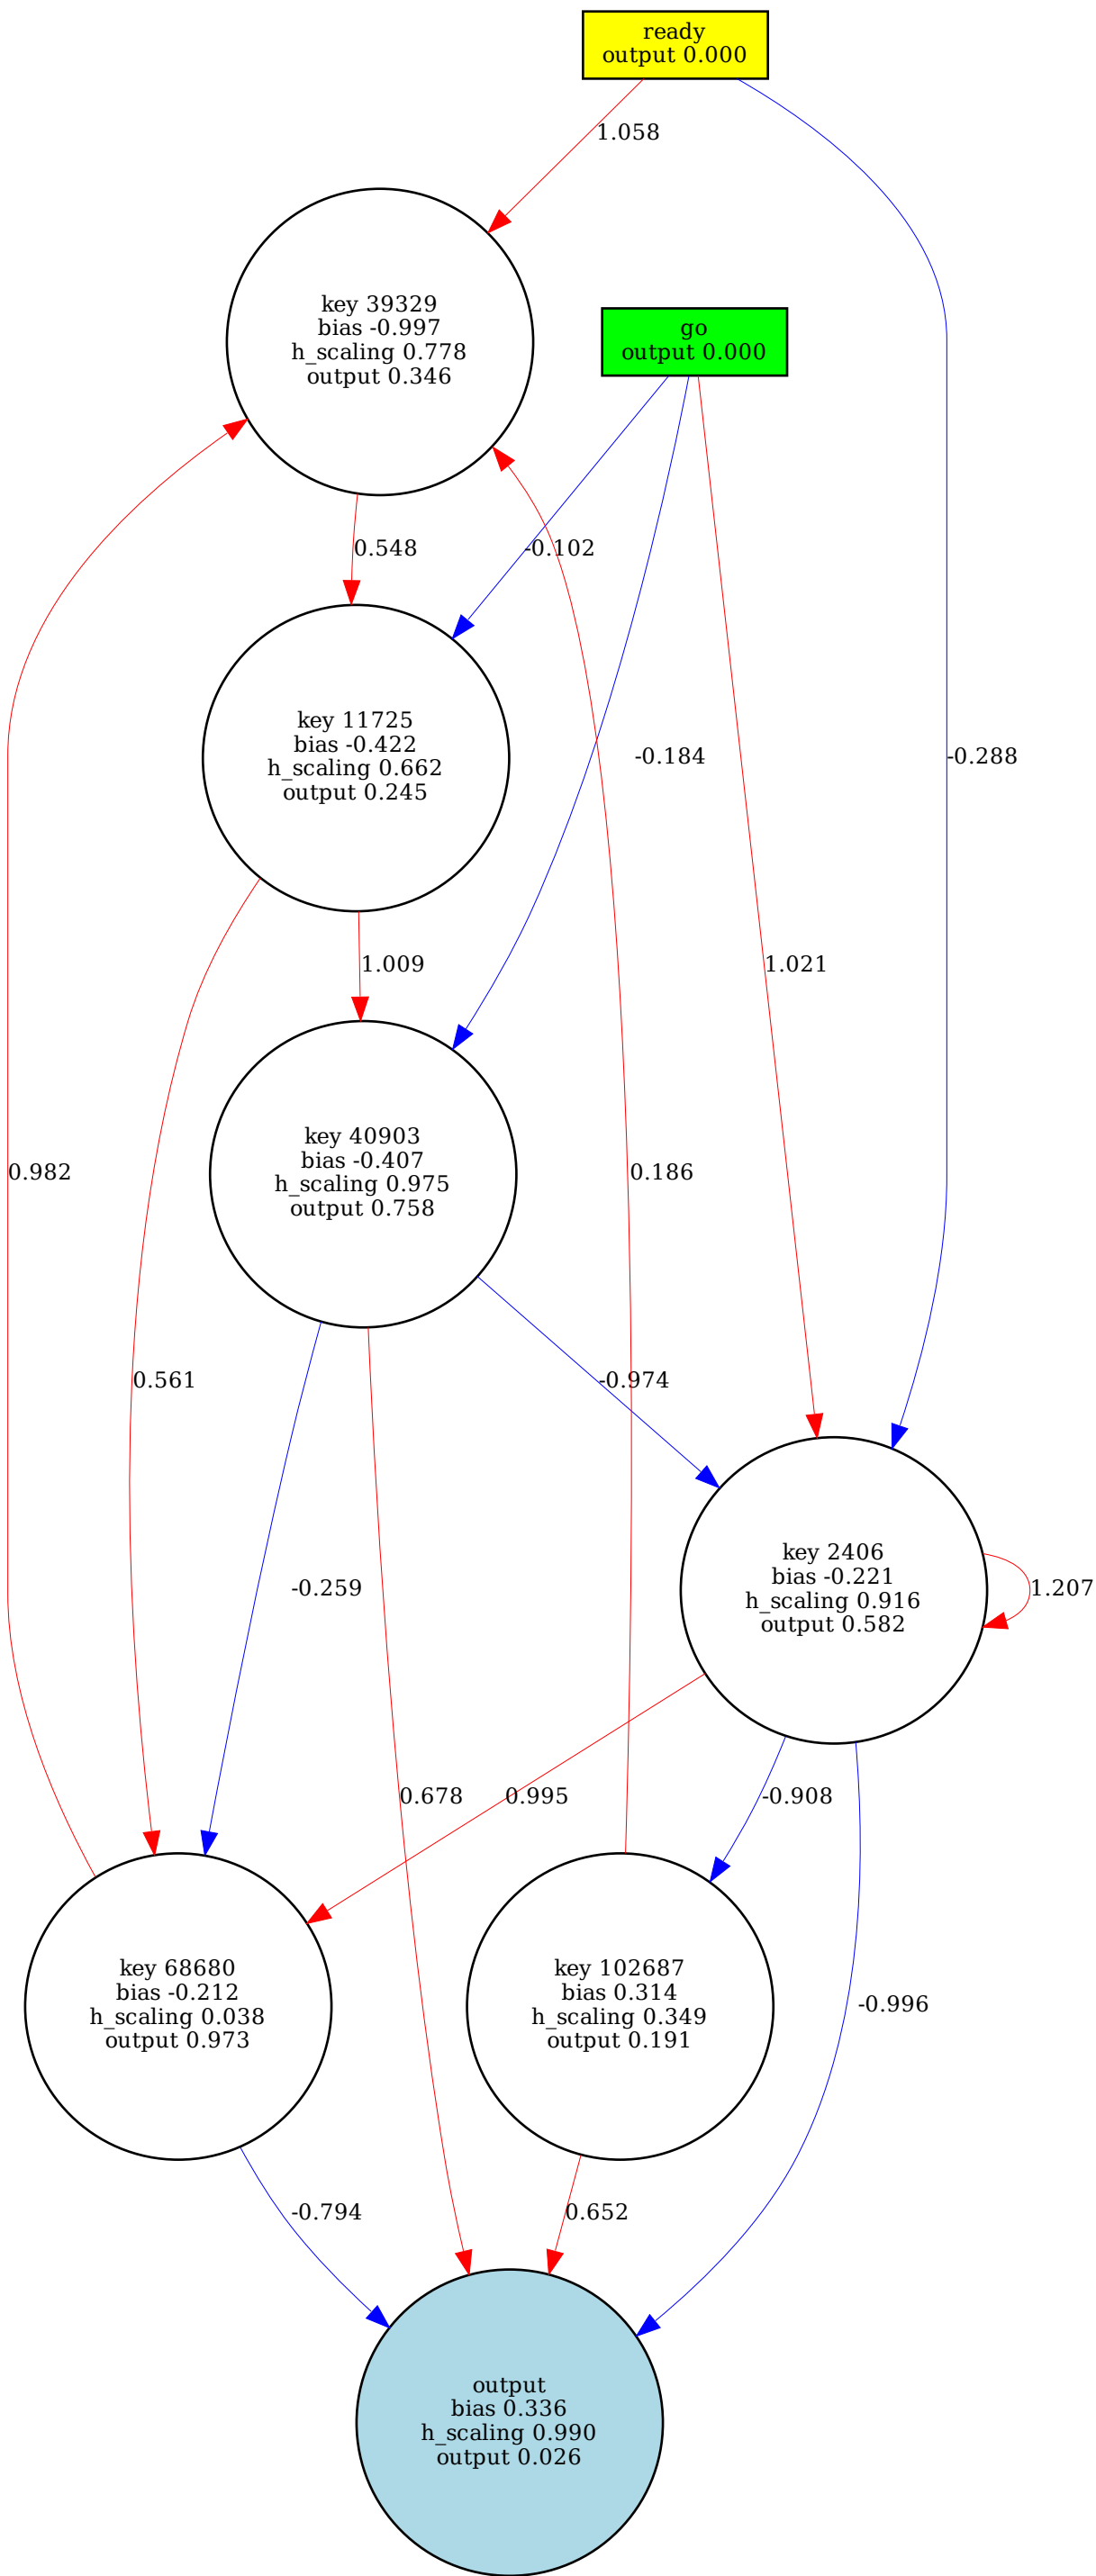 ready
output 0.000
1.058
key 39329
bias -0.997
h_scaling 0.778
output 0.346
go
output 0.000
0.548
-0.102
key 11725
bias -0.422
h_scaling 0.662
output 0.245
-0.184
-0.288
1.009
1.021
key 40903
bias -0.407
h_scaling 0.975
output 0.758
0.982
0.186
0.561
-0.974
key 2406
bias -0.221
h_scaling 0.916
output 0.582
-0.259
1.207
0.678
0.995
-0.908
key 68680
bias -0.212
h_scaling 0.038
output 0.973
key 102687
bias 0.314
h_scaling 0.349
output 0.191
-0.996
-0.794
0.652
output
bias 0.336
h_scaling 0.990
output 0.026